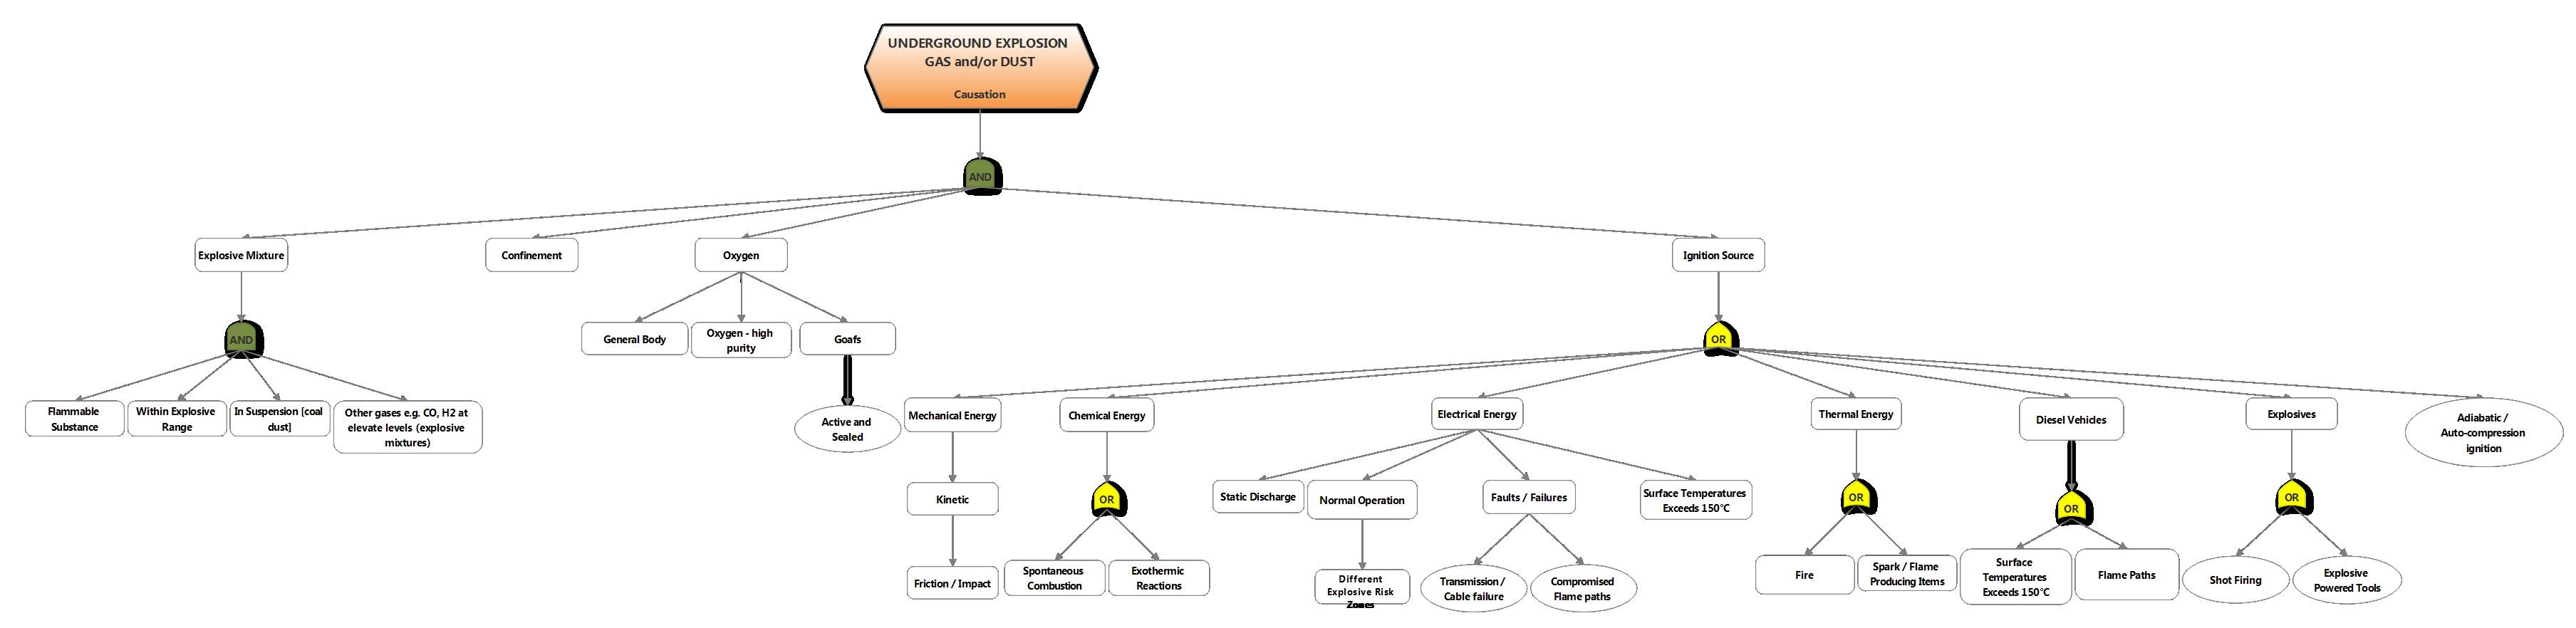 UNDERGROUND EXPLOSION
GAS and/or DUST
Causation
AND
Explosive Mixture
Confinement
Oxygen
Ignition Source
AND
General Body
Oxygen - high
purity
Goafs
OR
Flammable
Substance
Within Explosive
Range
In Suspension [coal
dust]
Other gases e.g. CO, H2 at
elevate levels (explosive
mixtures)
Active and
Sealed
Mechanical Energy
Chemical Energy
Electrical Energy
Thermal Energy
Diesel Vehicles
Explosives
Adiabatic /
Auto-compression
ignition
Kinetic
OR
Static Discharge
Normal Operation
Faults / Failures
Surface Temperatures
Exceeds 150°C
OR
OR
OR
Friction / Impact
Spontaneous
Combustion
Exothermic
Reactions
Different
Explosive Risk
Zones
Transmission /
Cable failure
Compromised
Flame paths
Fire
Spark / Flame
Producing Items
Surface
Temperatures
Exceeds 150°C
Flame Paths
Shot Firing
Explosive
Powered Tools